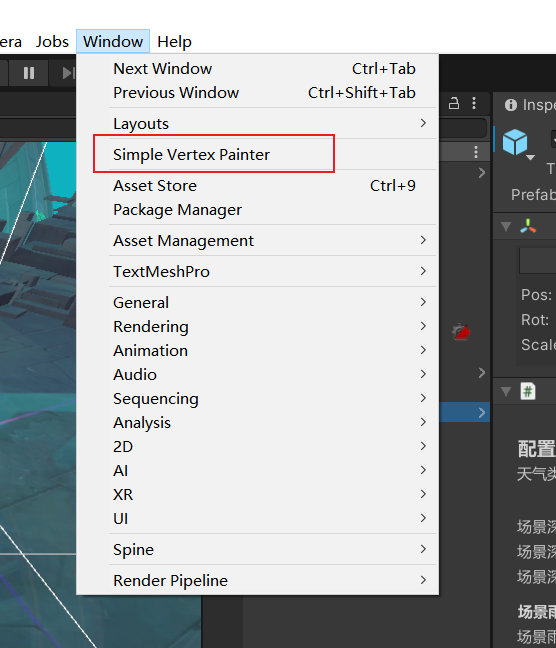 era Jobs Window Help
Next Window Ctrl+Tab
Previous Window Ctrl+Shift+Tab
Layouts
Simple Vertex Painter
Asset Store Ctrl+9
Package Manager
Asset Management
TextMeshPro
General
Rendering
Animation
Audio
Sequencing
Analysis
2D
AI
XR
UI
Spine
Render Pipeline
Inspe
T
Prefab
Pos:
Rot:
Scale
#
配置
天气类
场景深
场景深
场景深
场景雨
场景雨